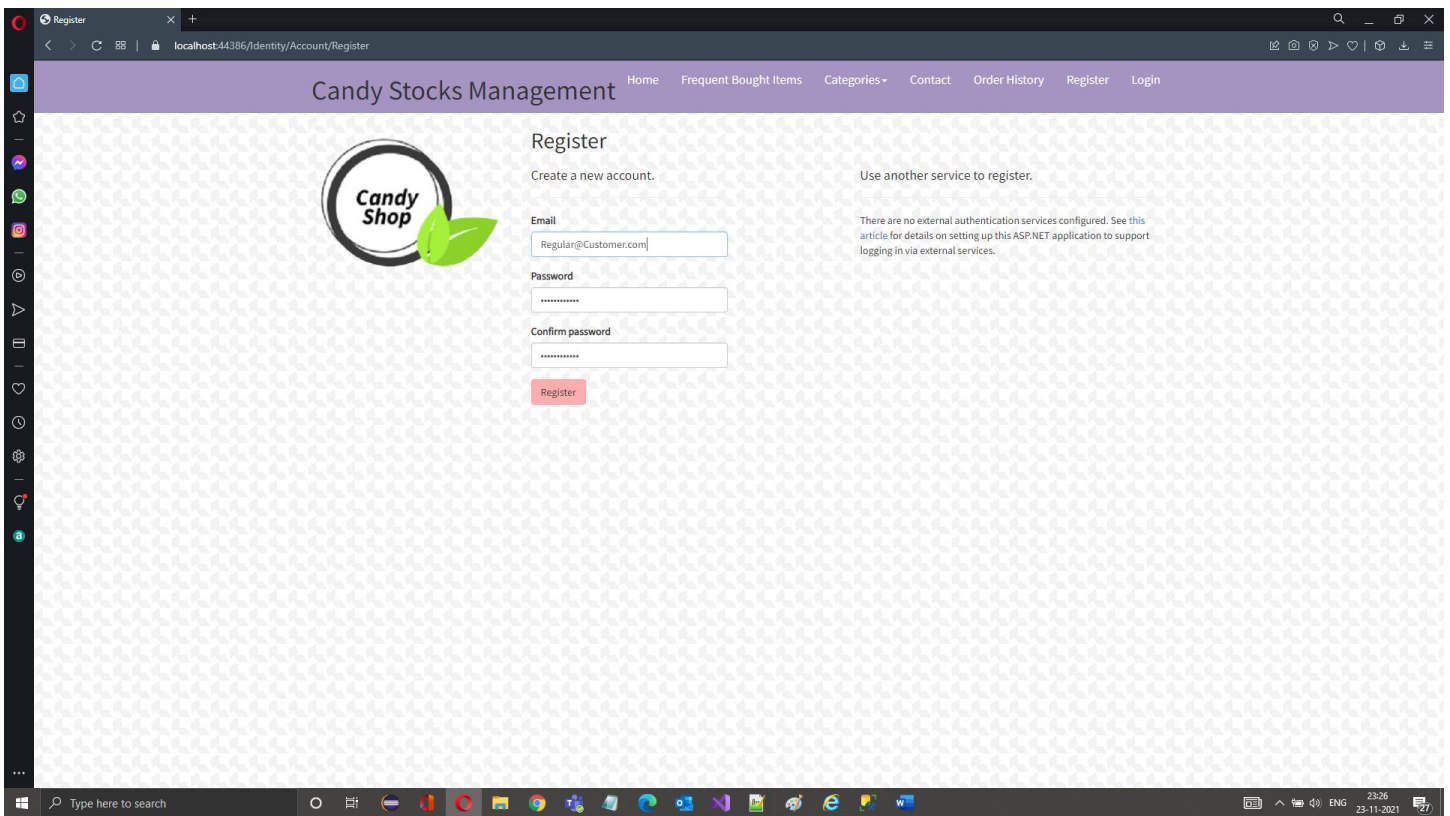 Register
localhost:44386/Identity/Account/Register
Candy Stocks Management
Home Frequent Bought Items Categories Contact Order History Register Login
Candy
Shop
Register
Create a new account.
Email
Regular@Customer.com
Password
••••••••••••
Confirm password
••••••••••••
Register
Use another service to register.
There are no external authentication services configured. See this
article for details on setting up this ASP.NET application to support
logging in via external services.
Type here to search
ENG
23:26
23-11-2021
27